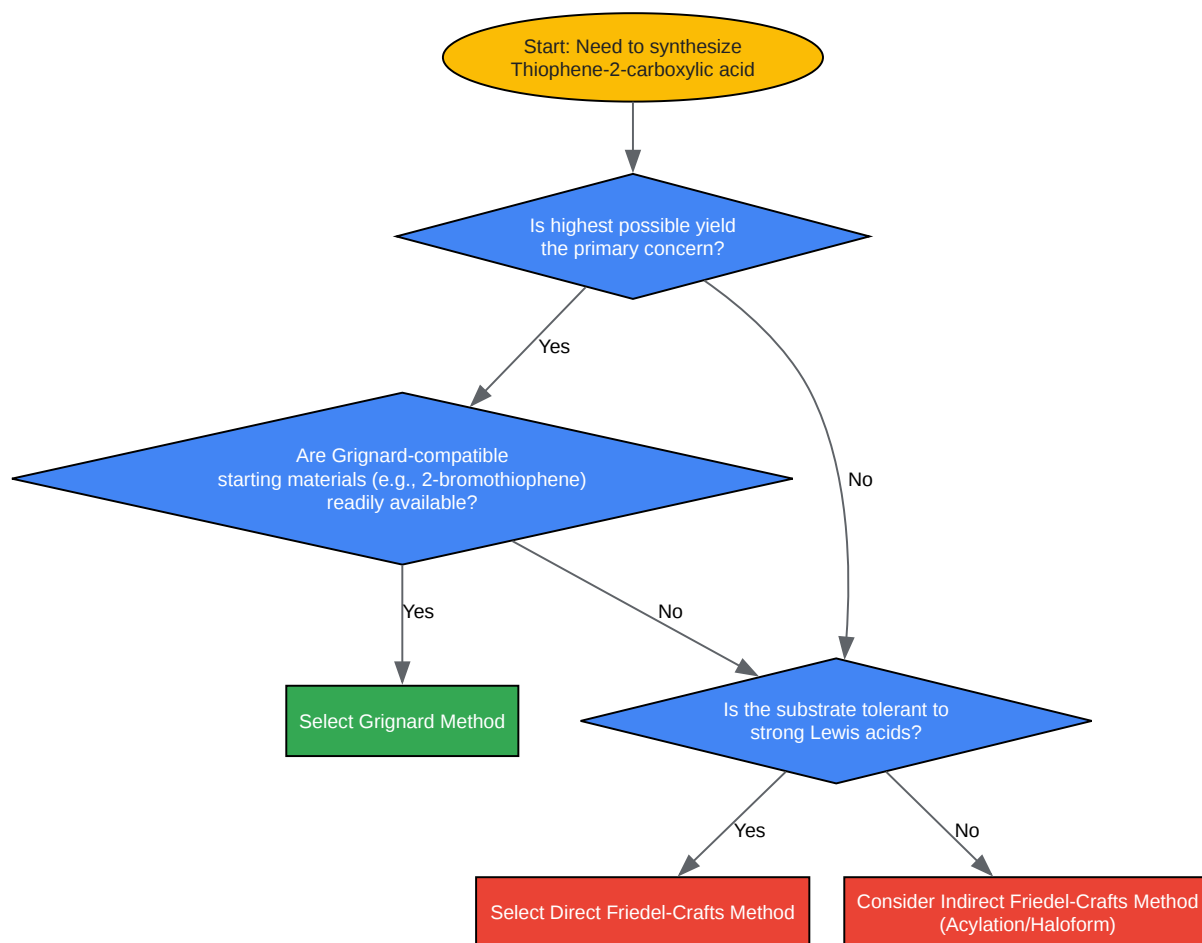 Start: Need to synthesize
Thiophene-2-carboxylic acid
Is highest possible yield
the primary concern?
Yes
Are Grignard-compatible
starting materials (e.g., 2-bromothiophene)
readily available?
No
Yes
No
Select Grignard Method
Is the substrate tolerant to
strong Lewis acids?
Yes
No
Select Direct Friedel-Crafts Method
Consider Indirect Friedel-Crafts Method
(Acylation/Haloform)